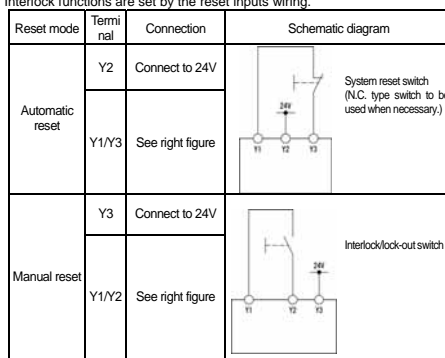 Interlock functions are set by the reset inputs wiring.
Reset mode
Termi
nal
Connection
Schematic diagram
Automatic
reset
Y2
Connect to 24V
Y1/Y3
See right figure
System reset switch
(N.C. type switch to be
used when necessary.)
24V
Y1 Y2 Y3
Manual reset
Y3
Connect to 24V
Y1/Y2
See right figure
Interlock/lock-out switch
24V
Y1 Y2 Y3